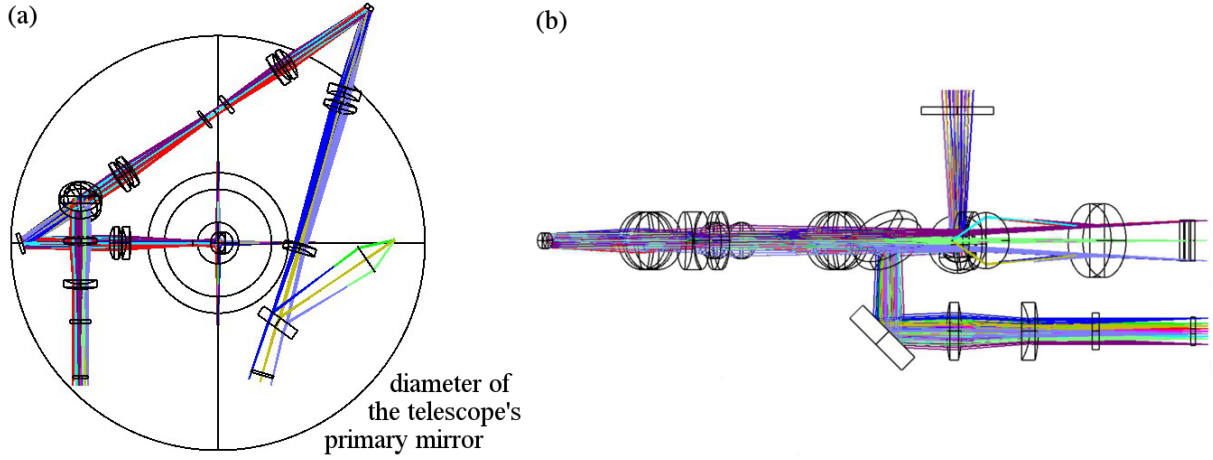 (a)
(b)
diameter of
the telescope's
primary mirror